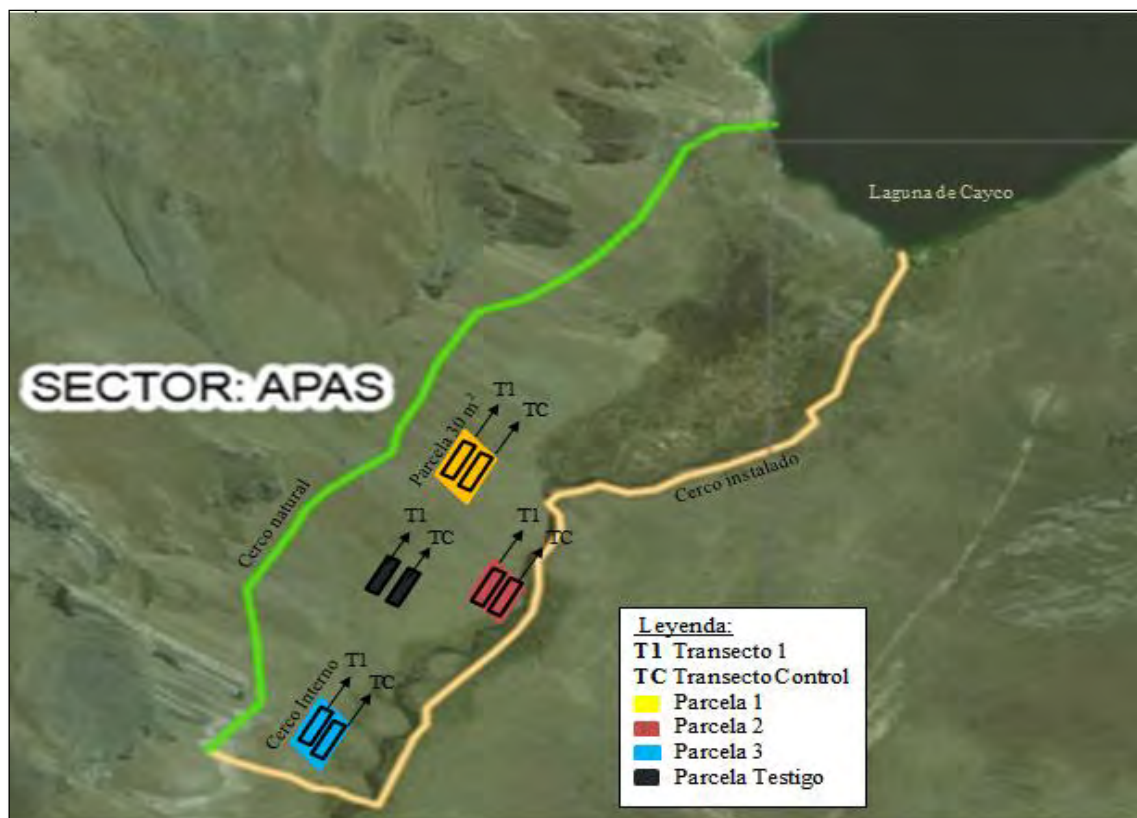 Laguna de Cayco
SECTOR: APAS
T1
TC
Parcela 30 m²
Cerco natural
Cerco instalado
T1
TC
T1
TC
T1
TC
Cerco Interno
Leyenda:
T1 Transecto 1
TC Transecto Control
Parcela 1
Parcela 2
Parcela 3
Parcela Testigo